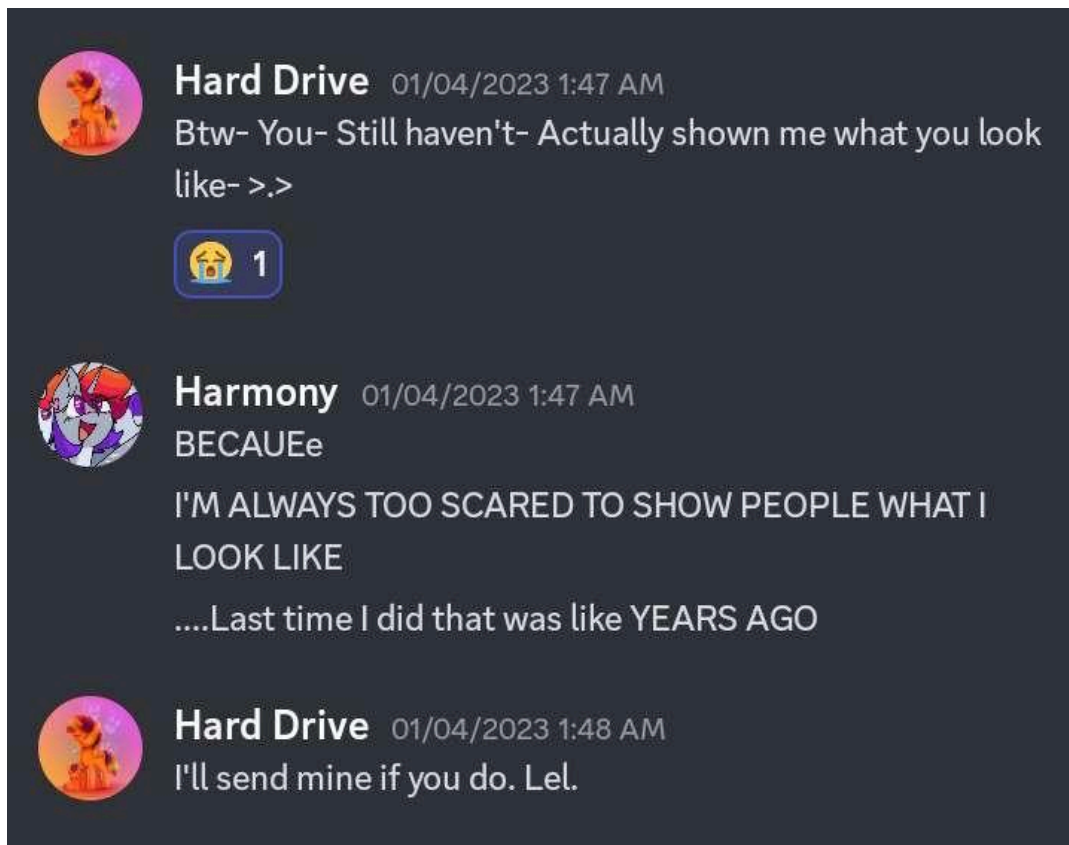 Hard Drive 01/04/2023 1:47 AM
Btw- You- Still haven't- Actually shown me what you look
like- >.>
😭 1
Harmony 01/04/2023 1:47 AM
BECAUEe
I'M ALWAYS TOO SCARED TO SHOW PEOPLE WHAT I
LOOK LIKE
....Last time I did that was like YEARS AGO
Hard Drive 01/04/2023 1:48 AM
I'll send mine if you do. Lel.